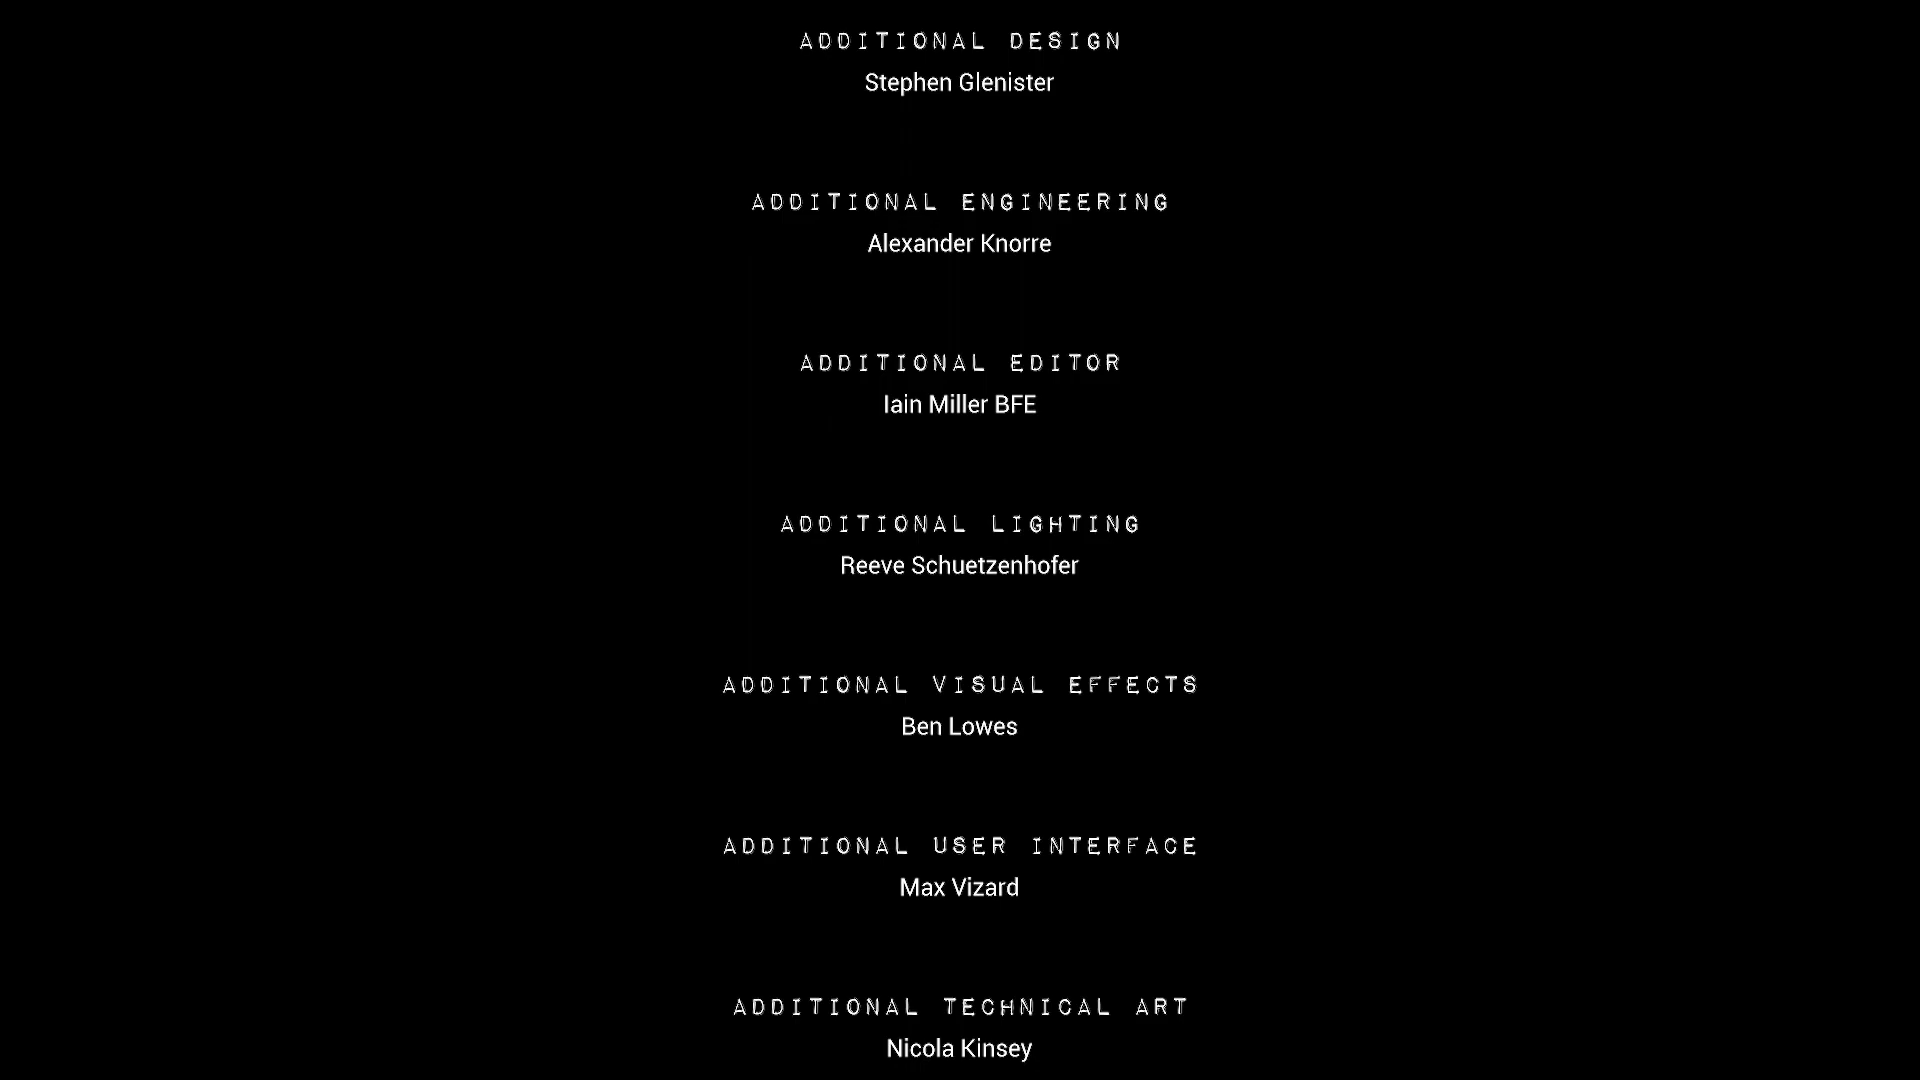 ADDITIONAL DESIGN
Stephen Glenister
ADDITIONAL ENGINEERING
Alexander Knorre
ADDITIONAL EDITOR
Iain Miller BFE
ADDITIONAL LIGHTING
Reeve Schuetzenhofer
ADDITIONAL VISUAL EFFECTS
Ben Lowes
ADDITIONAL USER INTERFACE
Max Vizard
ADDITIONAL TECHNICAL ART
Nicola Kinsey